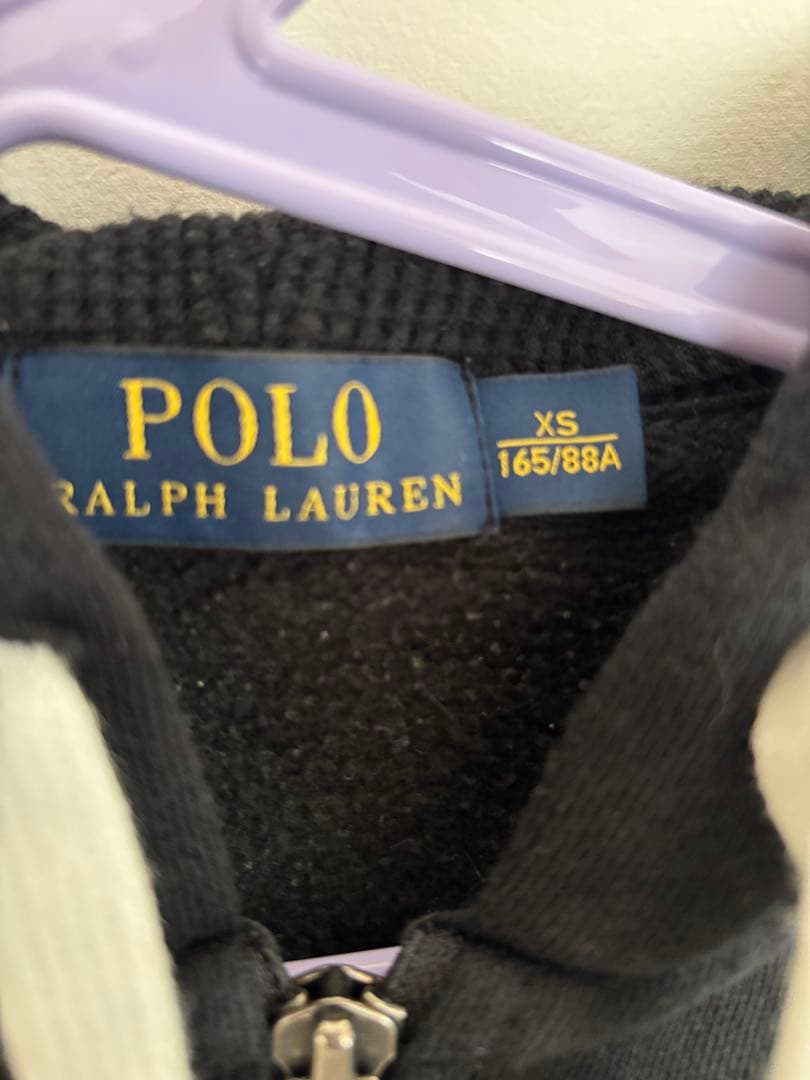 POLO
RALPH LAUREN
XS
165/88A